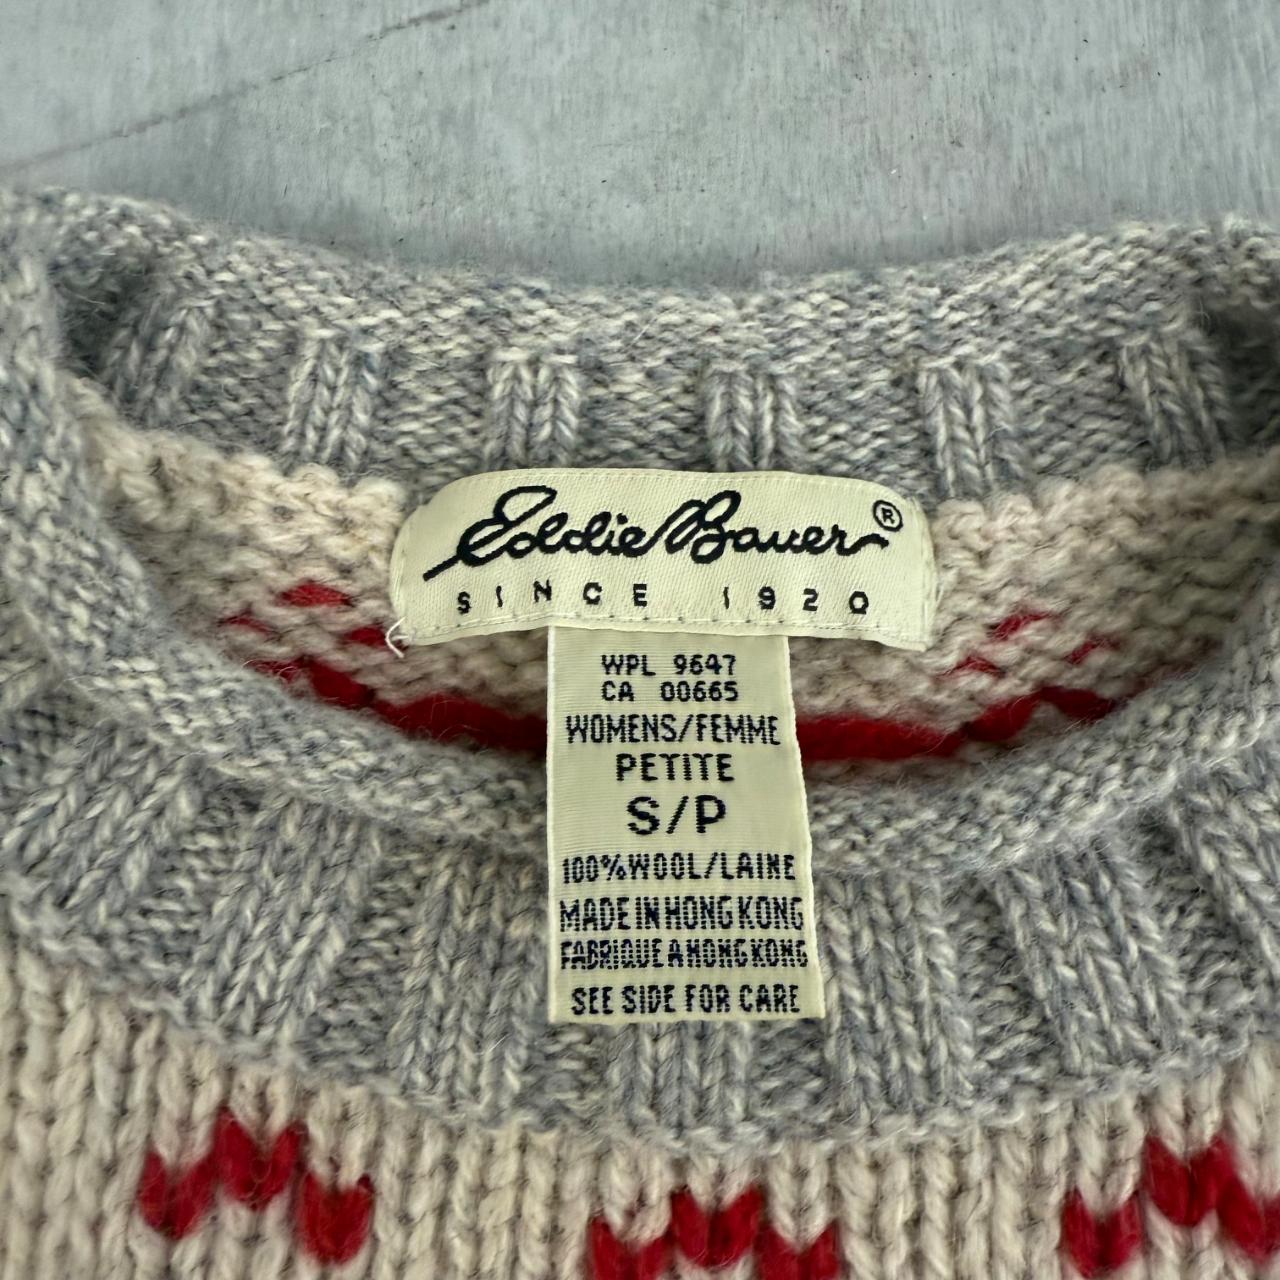 Eddie Bauer®
SINCE 1920
WPL 9647
CA 00665
WOMENS/FEMME
PETITE
S/P
100%WOOL/LAINE
MADE IN HONG KONG
FABRIQUE A HONG KONG
SEE SIDE FOR CARE